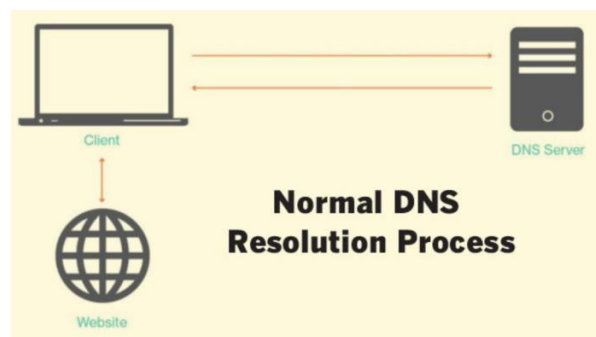 Client
DNS Server
Normal DNS
Resolution Process
Website